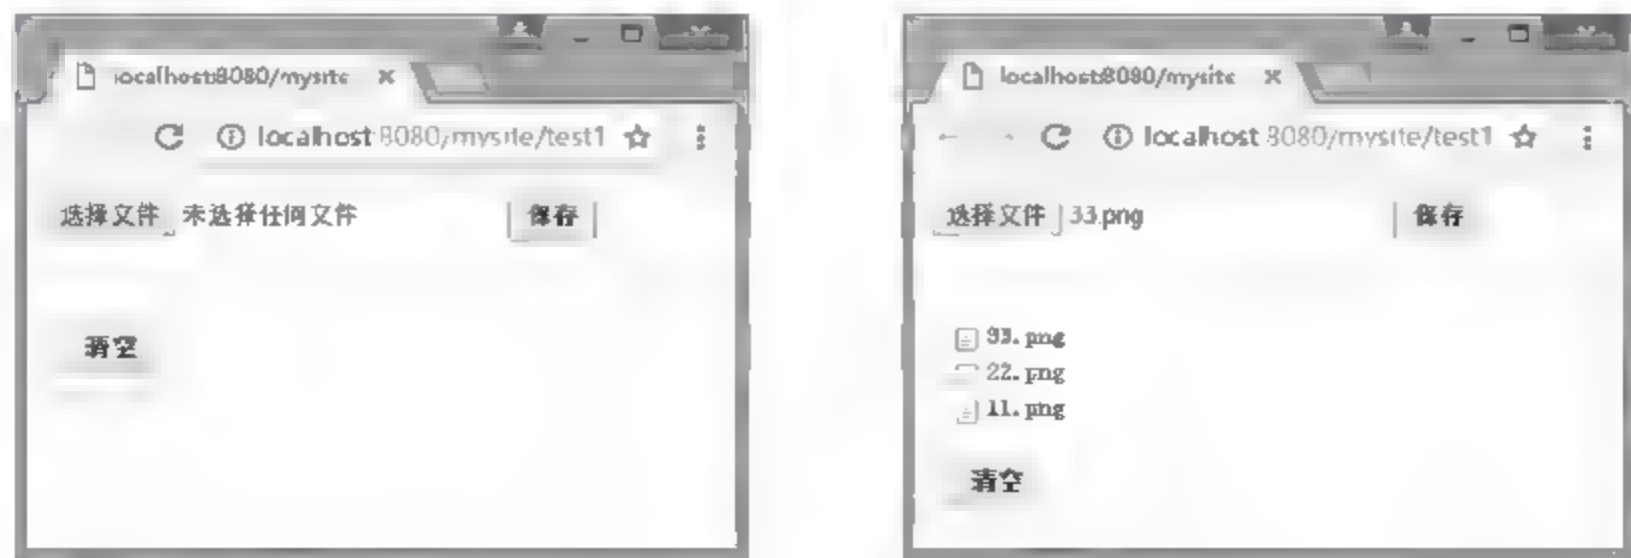 localhost:8080/mysite
localhost:8080/mysite/test1
选择文件 未选择任何文件 保存
清空
localhost:8080/mysite
localhost:8080/mysite/test1
选择文件 33.png 保存
33.png
22.png
11.png
清空